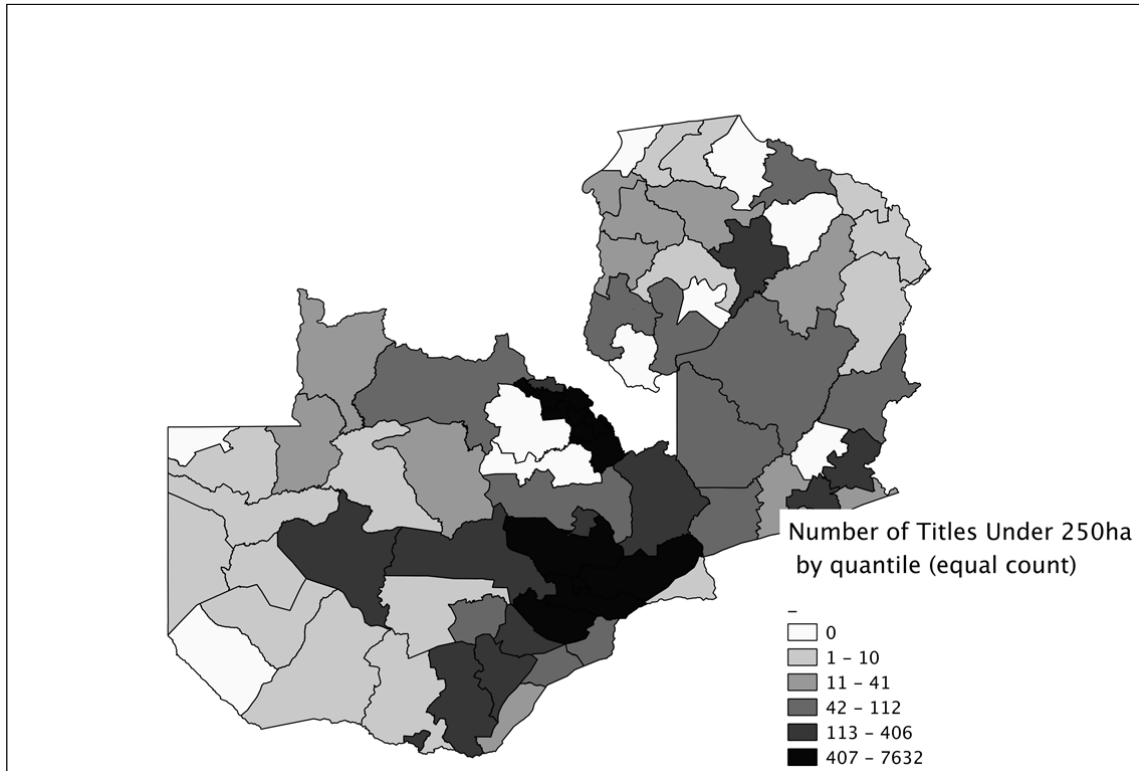 Number of Titles Under 250ha
by quantile (equal count)
–
0
1 – 10
11 – 41
42 – 112
113 – 406
407 – 7632